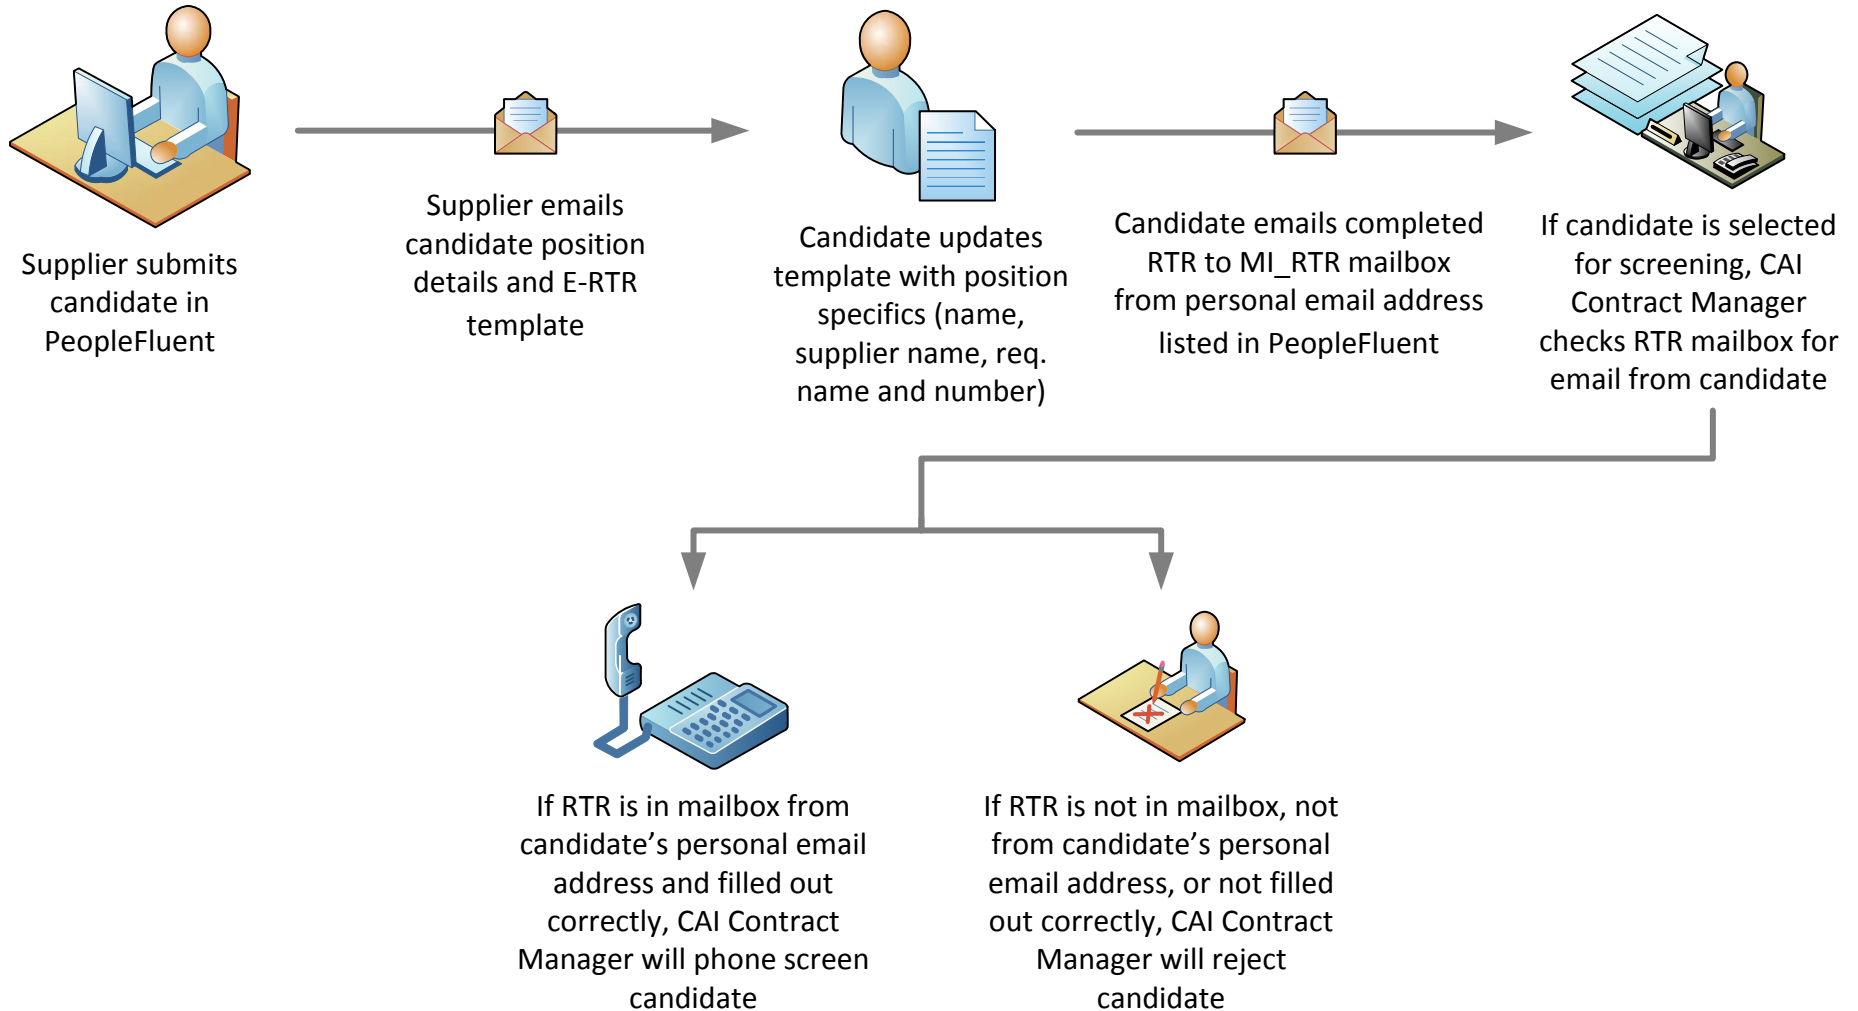 Supplier submits
candidate in
PeopleFluent
Supplier emails
candidate position
details and E-RTR
template
Candidate updates
template with position
specifics (name,
supplier name, req.
name and number)
Candidate emails completed
RTR to MI_RTR mailbox
from personal email address
listed in PeopleFluent
If candidate is selected
for screening, CAI
Contract Manager
checks RTR mailbox for
email from candidate
If RTR is in mailbox from
candidate’s personal email
address and filled out
correctly, CAI Contract
Manager will phone screen
candidate
If RTR is not in mailbox, not
from candidate’s personal
email address, or not filled
out correctly, CAI Contract
Manager will reject
candidate